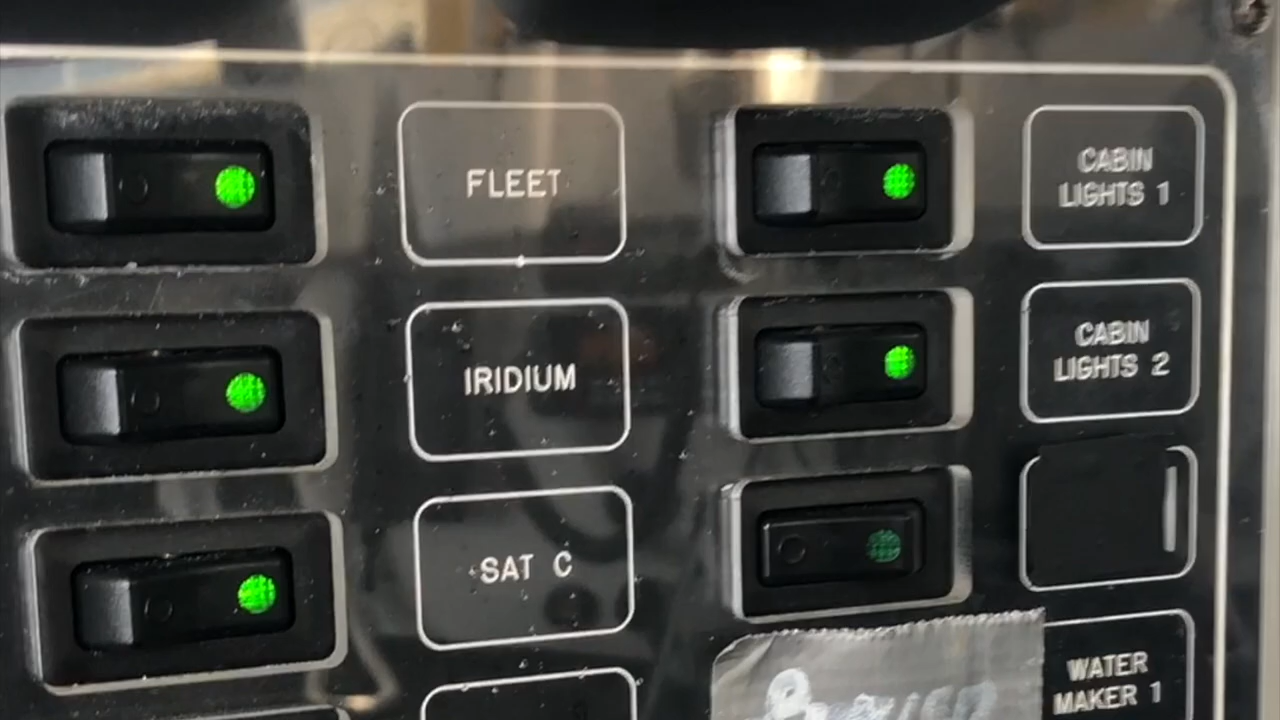 FLEET
CABIN
LIGHTS 1
IRIDIUM
CABIN
LIGHTS 2
SAT C
WATER
MAKER 1